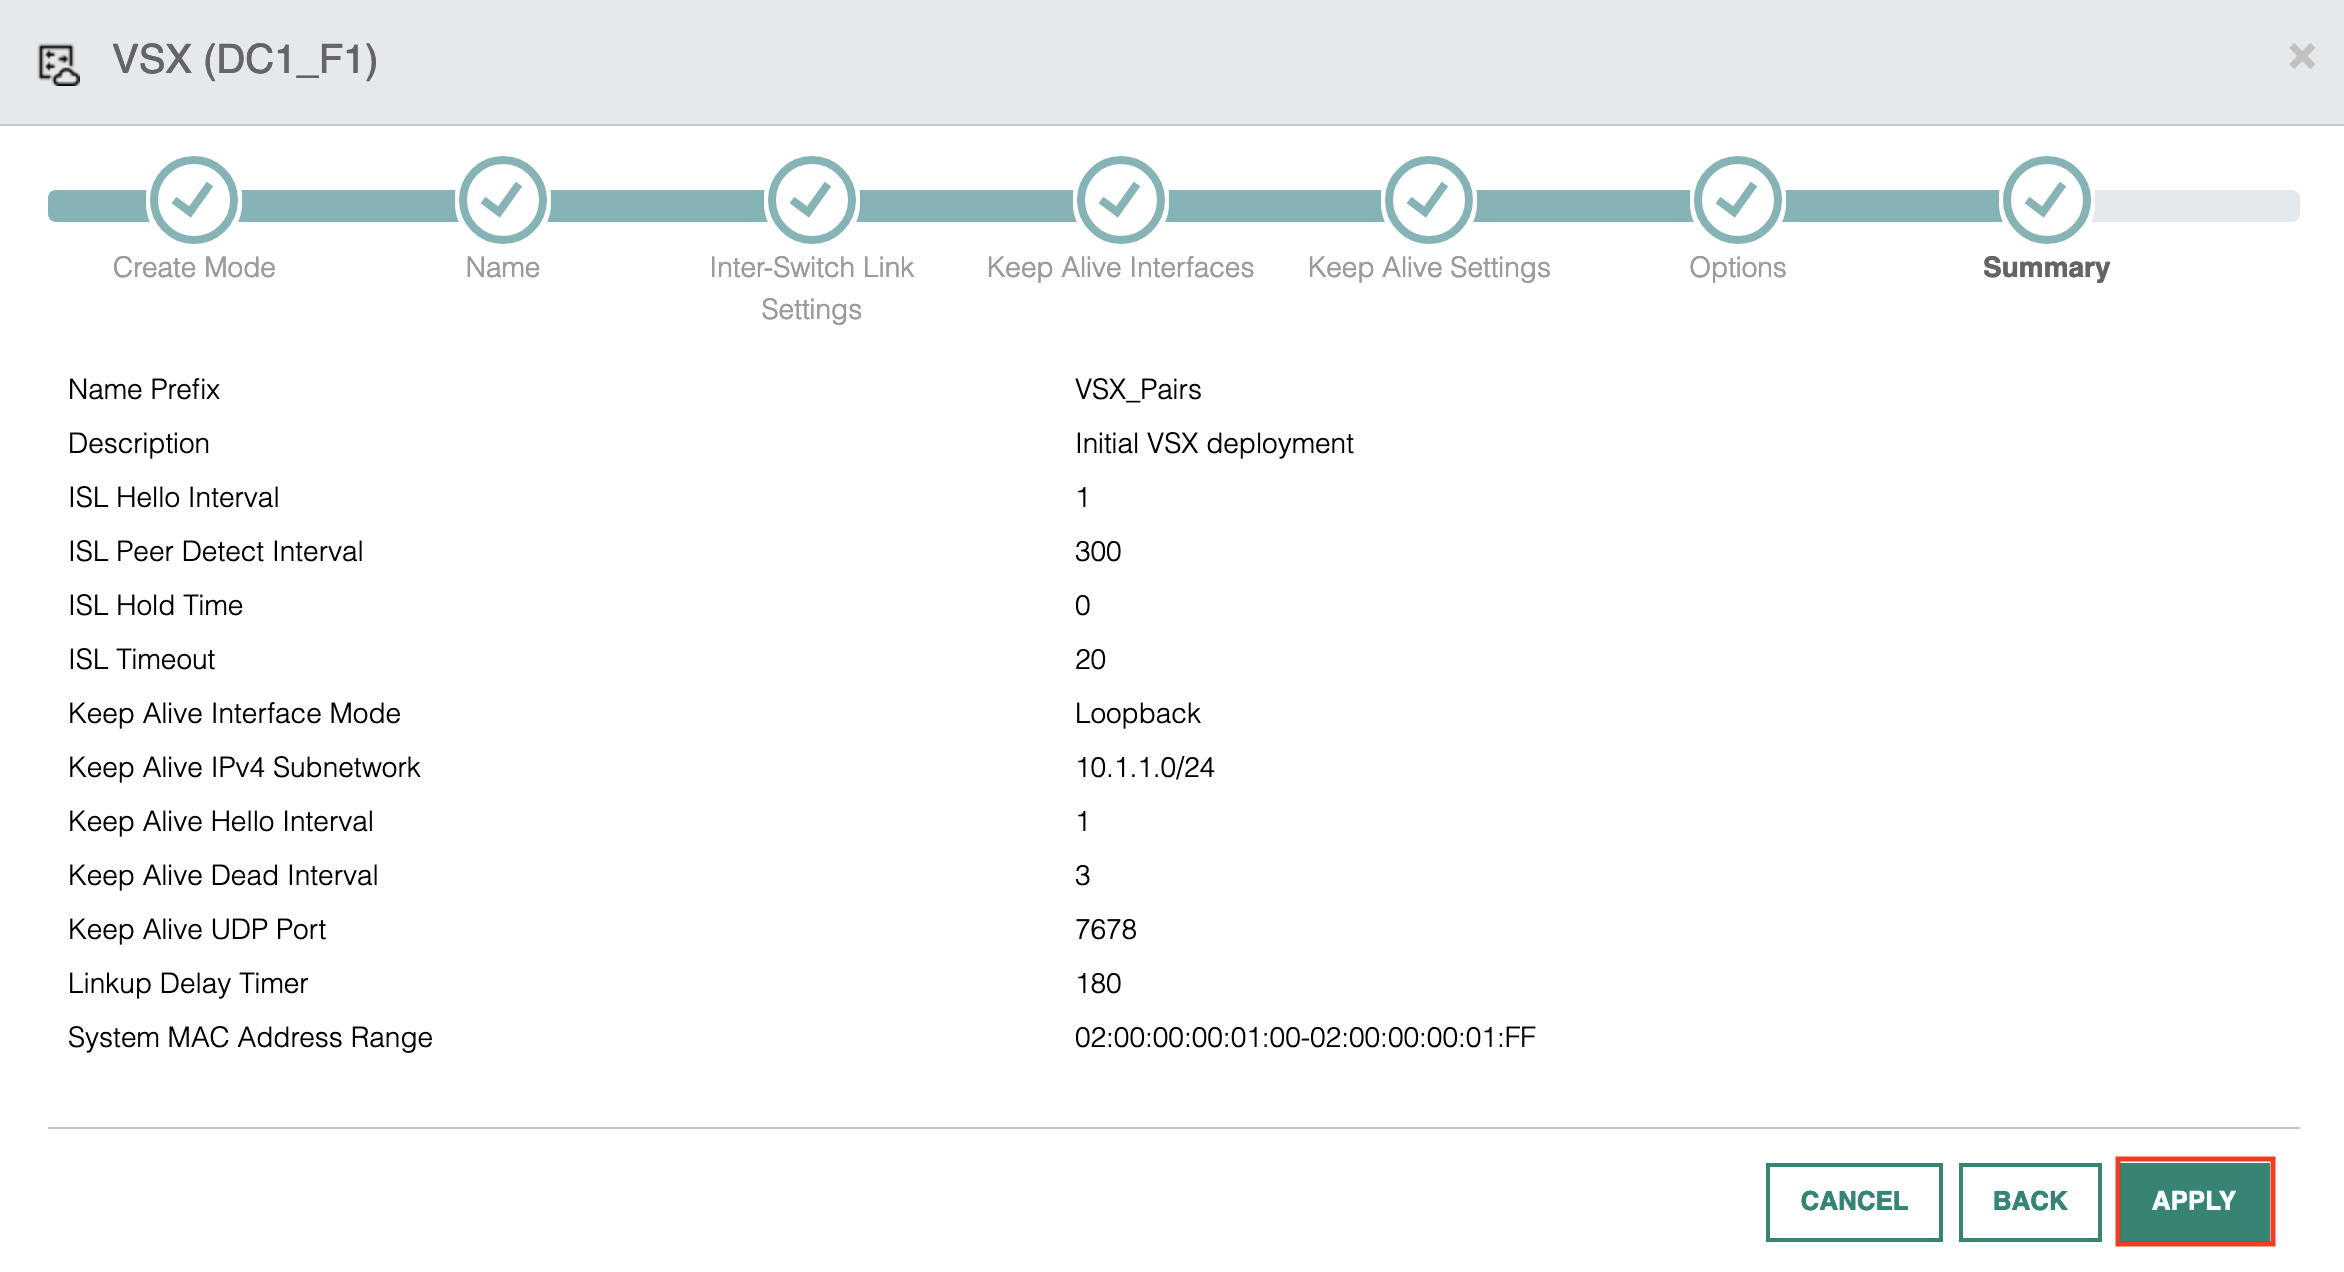 VSX (DC1_F1)
Create Mode
Name
Inter-Switch Link
Settings
Keep Alive Interfaces
Keep Alive Settings
Options
Summary
Name Prefix VSX_Pairs
Description Initial VSX deployment
ISL Hello Interval 1
ISL Peer Detect Interval 300
ISL Hold Time 0
ISL Timeout 20
Keep Alive Interface Mode Loopback
Keep Alive IPv4 Subnetwork 10.1.1.0/24
Keep Alive Hello Interval 1
Keep Alive Dead Interval 3
Keep Alive UDP Port 7678
Linkup Delay Timer 180
System MAC Address Range 02:00:00:00:01:00-02:00:00:00:01:FF
CANCEL BACK APPLY